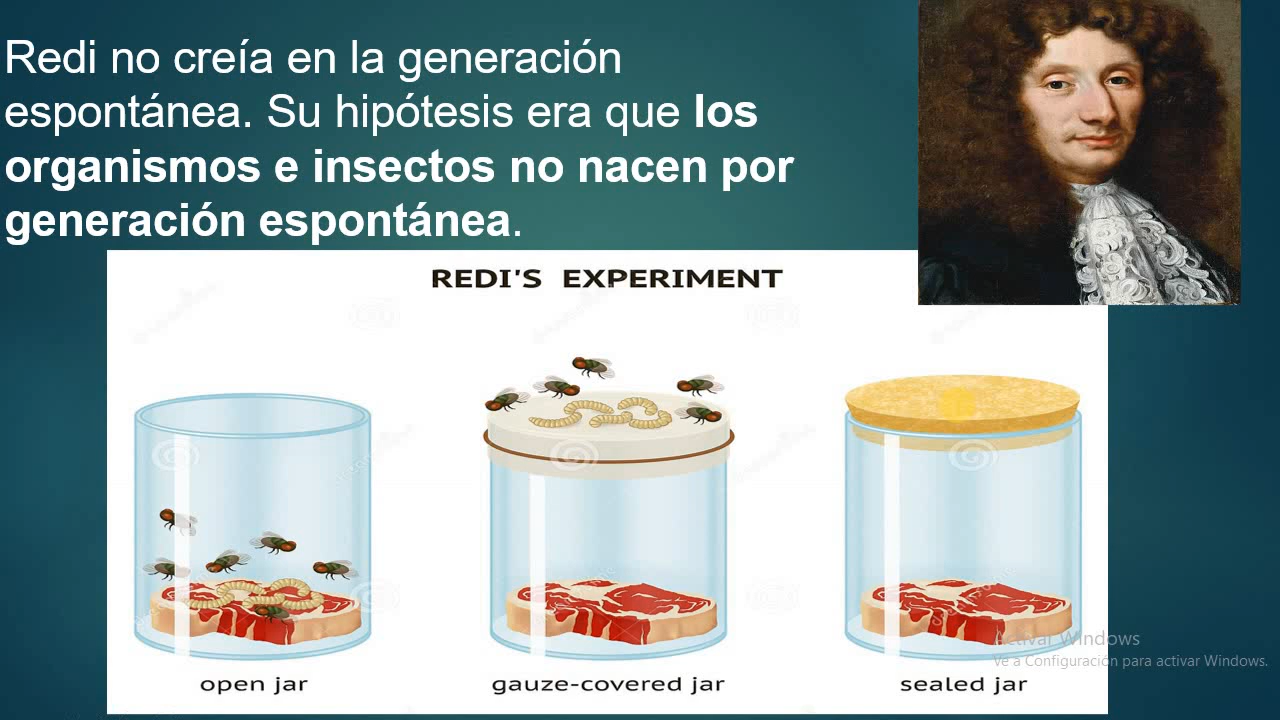 Redi no creía en la generación
espontánea. Su hipótesis era que los
organismos e insectos no nacen por
generación espontánea.
REDI'S EXPERIMENT
open jar
gauze-covered jar
sealed jar
Activar Windows
Ve a Configuración para activar Windows.